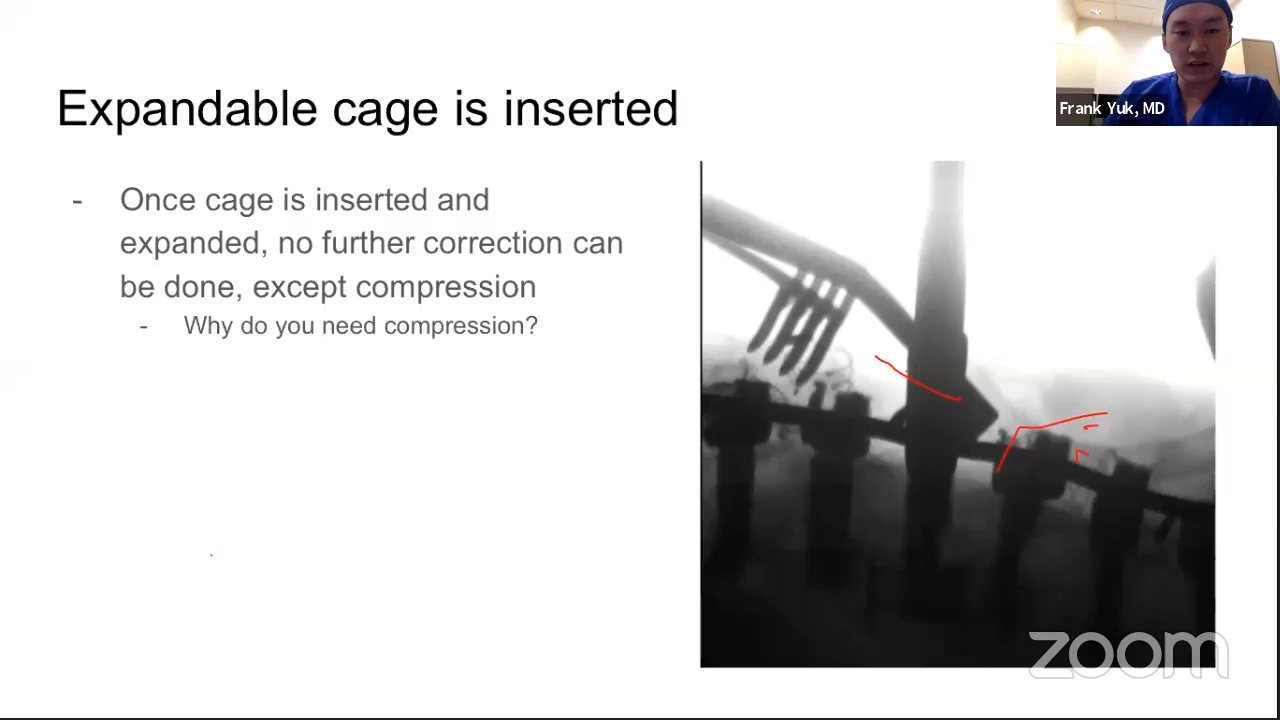 Frank Yuk, MD
Expandable cage is inserted
- Once cage is inserted and
expanded, no further correction can
be done, except compression
- Why do you need compression?
zoom